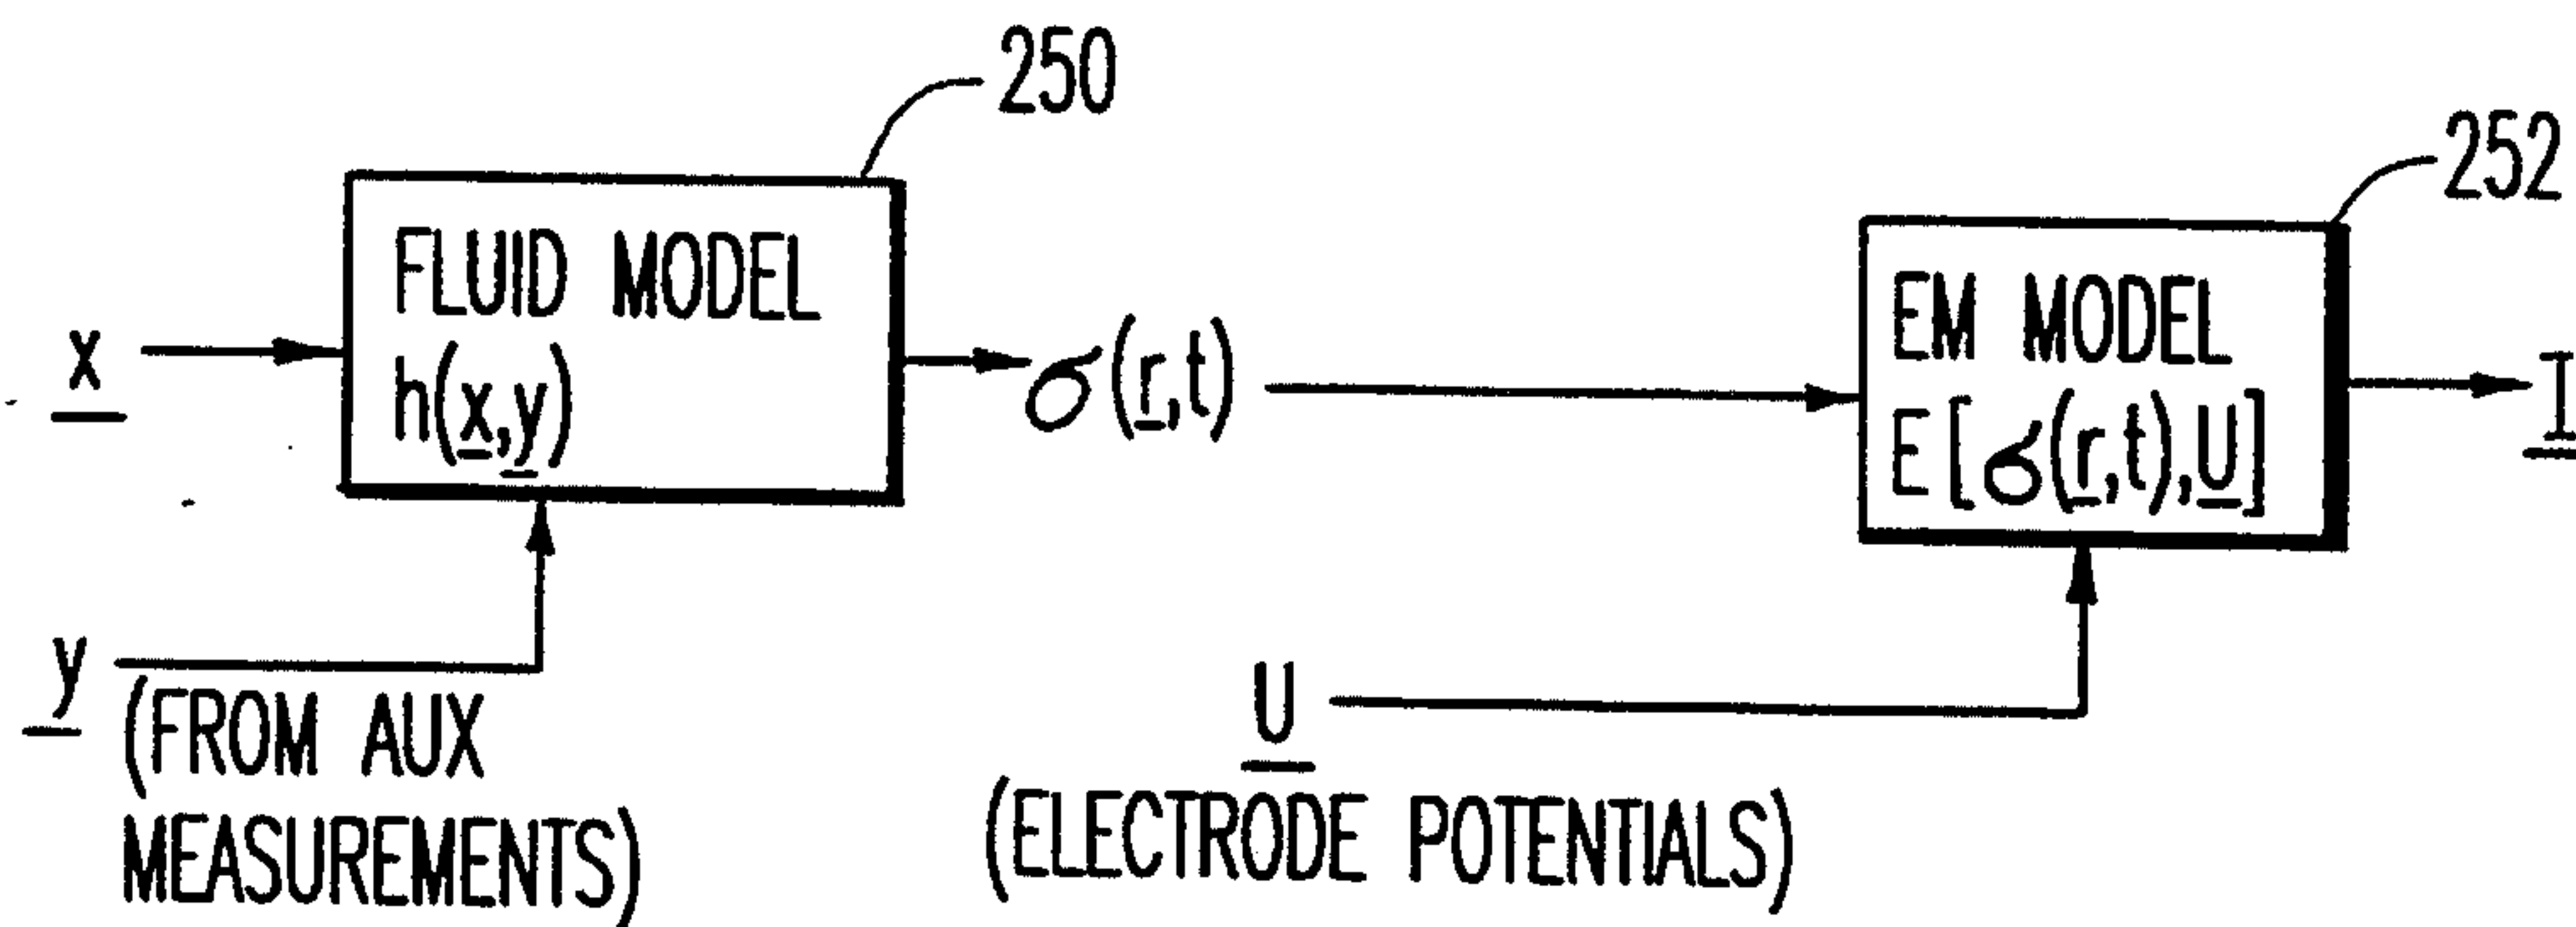 250
252
FLUID MODEL
h(x,y)
x
σ(r,t)
EM MODEL
E[σ(r,t),U]
I
y
(FROM AUX
MEASUREMENTS)
U
(ELECTRODE POTENTIALS)